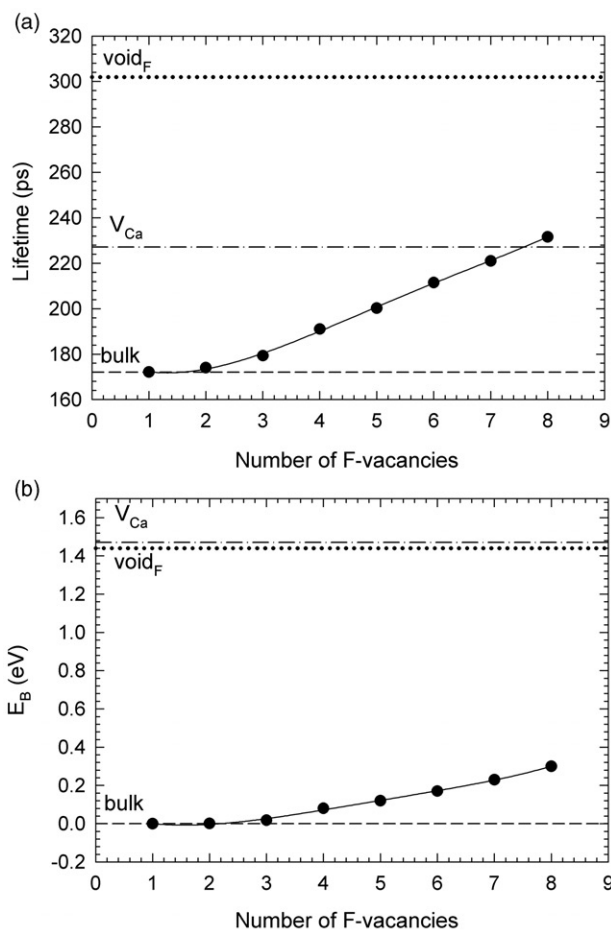 (a)
320
300
280
260
240
220
200
180
160
void_F
V_Ca
bulk
Lifetime (ps)
0 1 2 3 4 5 6 7 8 9
Number of F-vacancies
(b)
1.6
1.4
1.2
1.0
0.8
0.6
0.4
0.2
0.0
-0.2
V_Ca
void_F
bulk
E_B (eV)
0 1 2 3 4 5 6 7 8 9
Number of F-vacancies